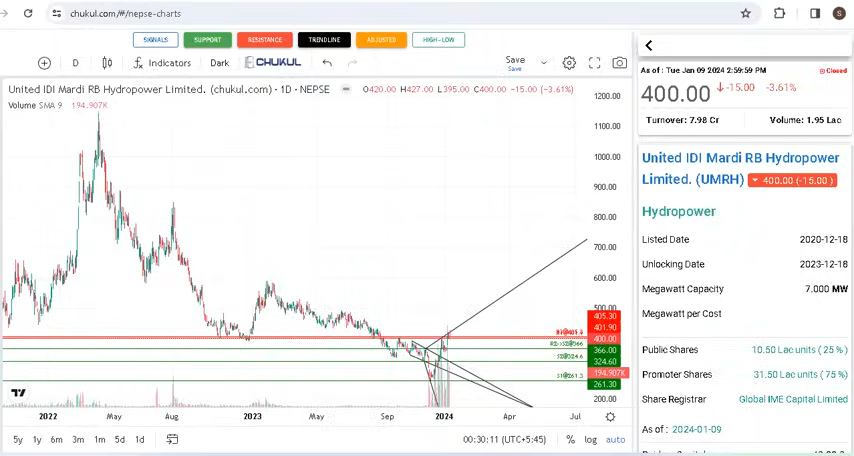 chukul.com/#/nepse-charts
S
SIGNALS
SUPPORT
RESISTANCE
TRENDLINE
ADJUSTED
HIGH-LOW
D
Indicators
Dark
CHUKUL
Save
Save
United IDI Mardi RB Hydropower Limited. (chukul.com) · 1D · NEPSE
O420.00 H427.00 L395.00 C400.00 -15.00 (-3.61%)
Volume SMA 9 194.907K
1200.00
1000.00
900.00
800.00
700.00
600.00
500.00
405.30
401.90
400.00
366.00
324.60
194.907K
261.30
200.00
S2@324.6
S1@261.3
2022
May
Aug
2023
May
Sep
2024
Apr
Jul
5y 1y 6m 3m 1m 5d 1d
00:30:11 (UTC+5:45)
% log auto
As of : Tue Jan 09 2024 2:59:59 PM
Closed
400.00 -15.00 -3.61%
Turnover: 7.98 Cr
Volume: 1.95 Lac
United IDI Mardi RB Hydropower
Limited. (UMRH) 400.00 (-15.00 )
Hydropower
Listed Date 2020-12-18
Unlocking Date 2023-12-18
Megawatt Capacity 7.000 MW
Megawatt per Cost
Public Shares 10.50 Lac units ( 25 % )
Promoter Shares 31.50 Lac units ( 75 % )
Share Registrar Global IME Capital Limited
As of : 2024-01-09